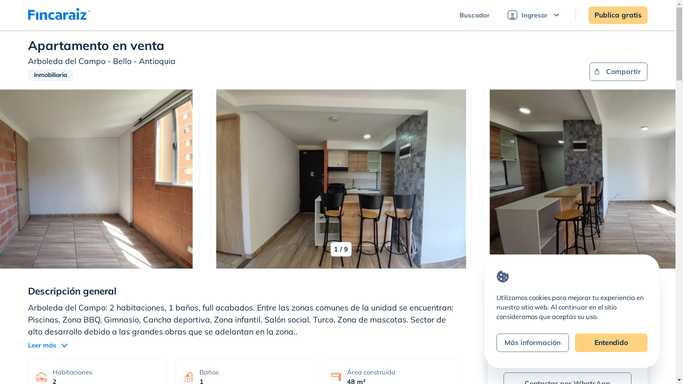 Fincaraiz
Buscador
Ingresar
Publica gratis
Apartamento en venta
Arboleda del Campo - Bello - Antioquia
Inmobiliaria
Compartir
1 / 9
Descripción general
Arboleda del Campo: 2 habitaciones, 1 baños, full acabados. Entre las zonas comunes de la unidad se encuentran:
Piscinas, Zona BBQ, Gimnasio, Cancha deportiva, Zona infantil, Salón social, Turco, Zona de mascotas. Sector de
alto desarrollo debido a las grandes obras que se adelantan en la zona..
Leer más
Habitaciones
2
Baños
1
Área construida
48 m²
Utilizamos cookies para mejorar tu experiencia en
nuestro sitio web. Al continuar en el sitio
consideramos que aceptas su uso.
Más información
Entendido
Contactar por WhatsApp